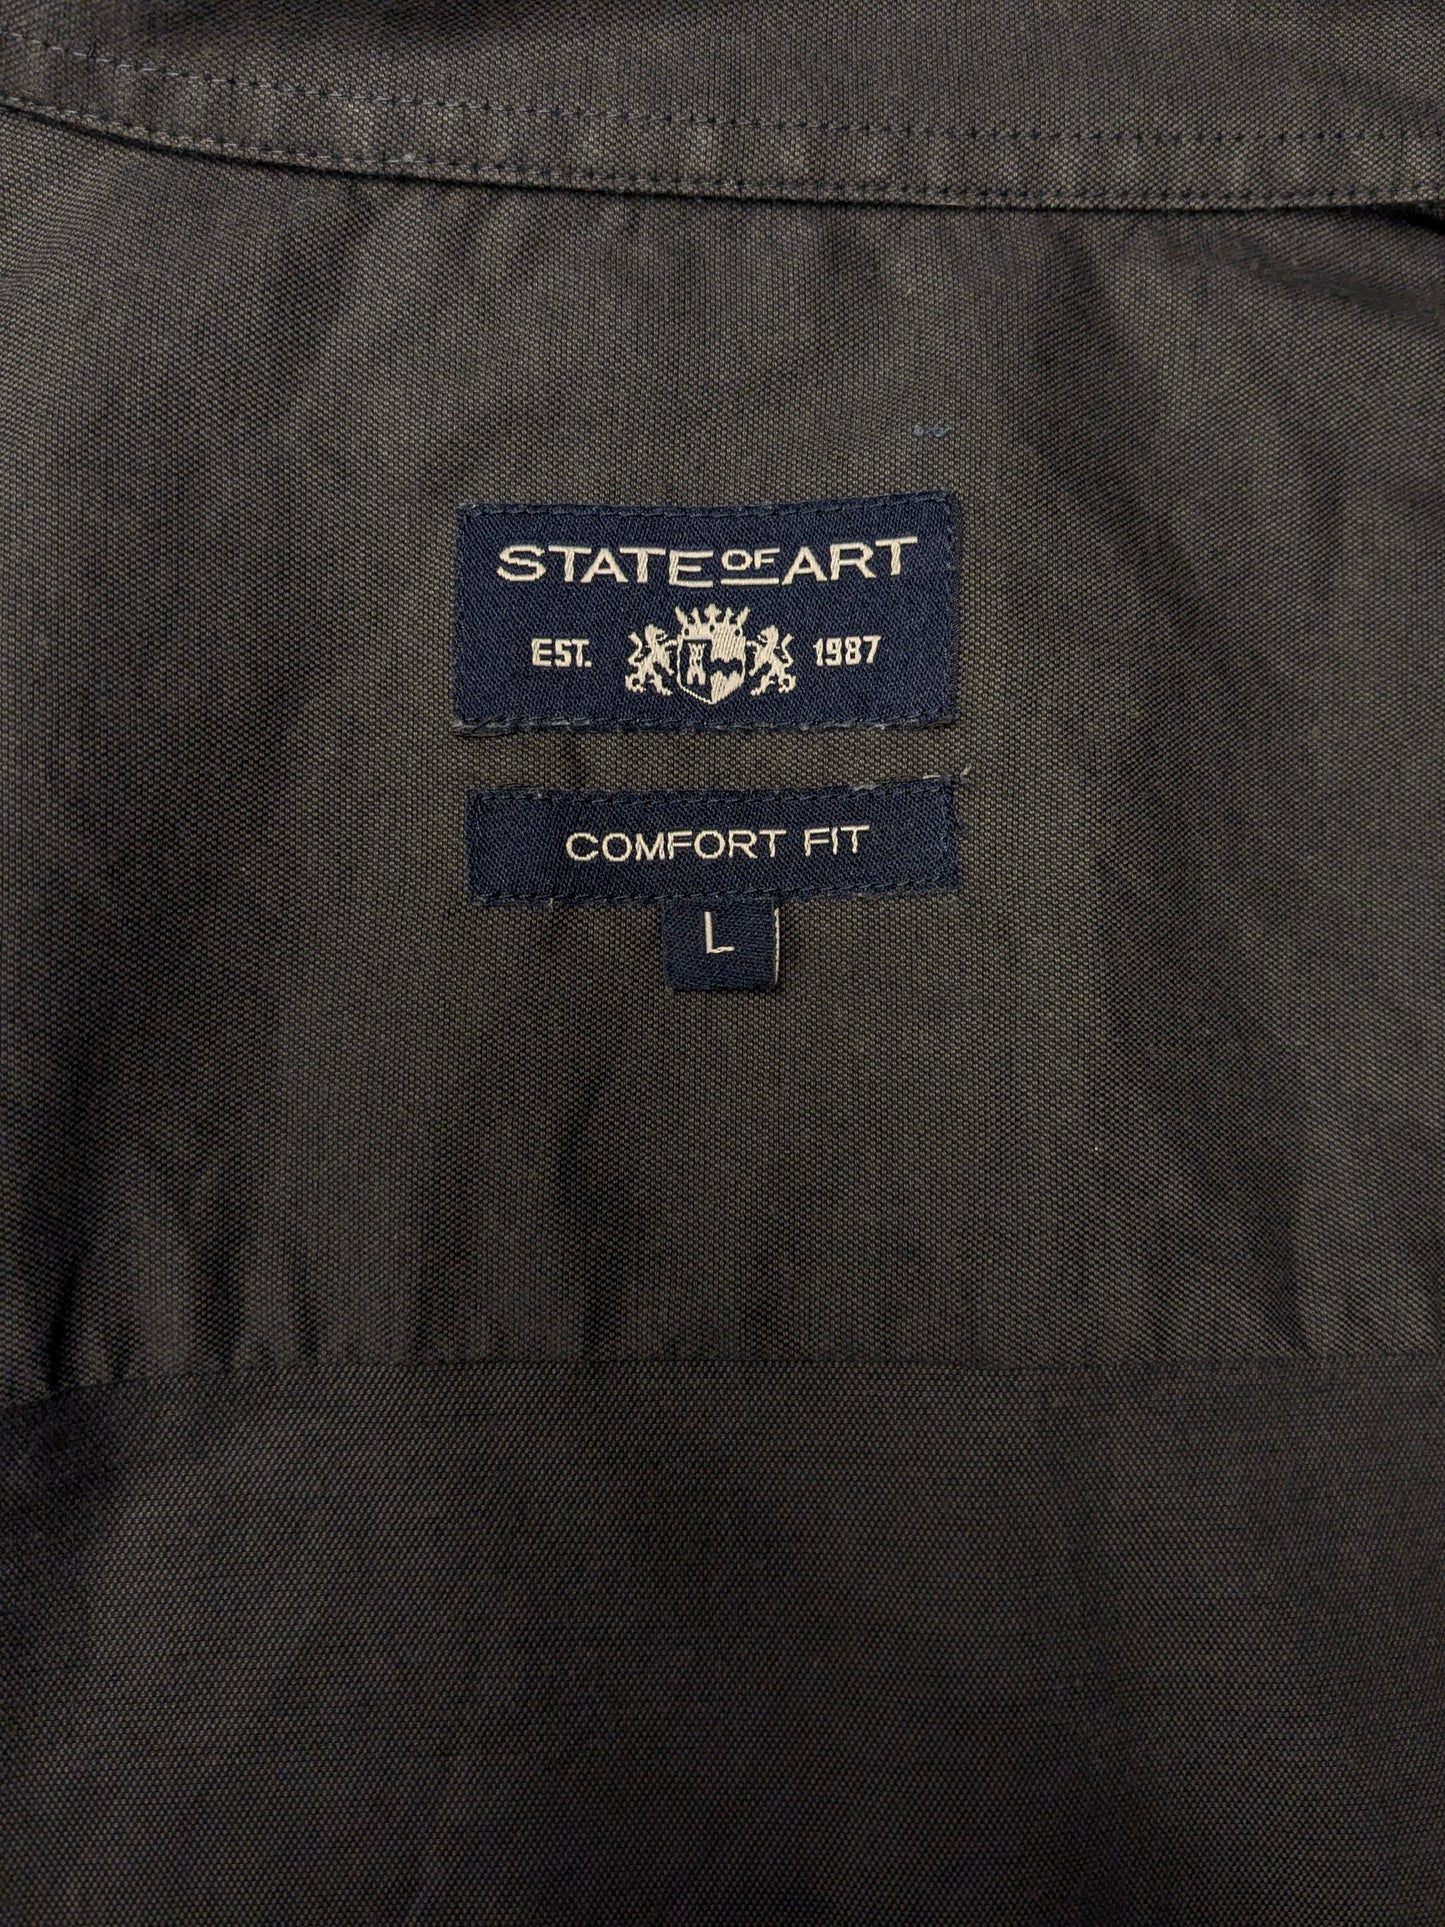 STATE OF ART
EST. 1987
COMFORT FIT
L